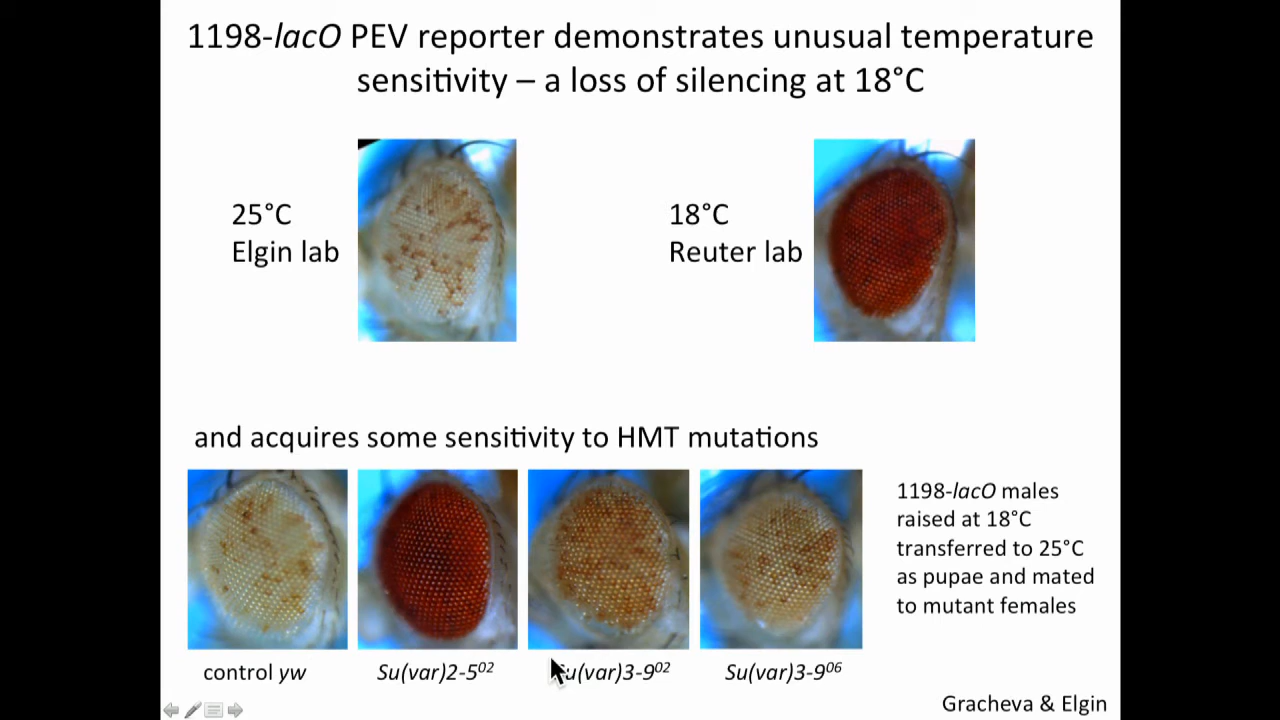 1198-lacO PEV reporter demonstrates unusual temperature
sensitivity – a loss of silencing at 18°C
25°C
Elgin lab
18°C
Reuter lab
and acquires some sensitivity to HMT mutations
1198-lacO males
raised at 18°C
transferred to 25°C
as pupae and mated
to mutant females
control yw
Su(var)2-5⁰²
Su(var)3-9⁰²
Su(var)3-9⁰⁶
Gracheva & Elgin